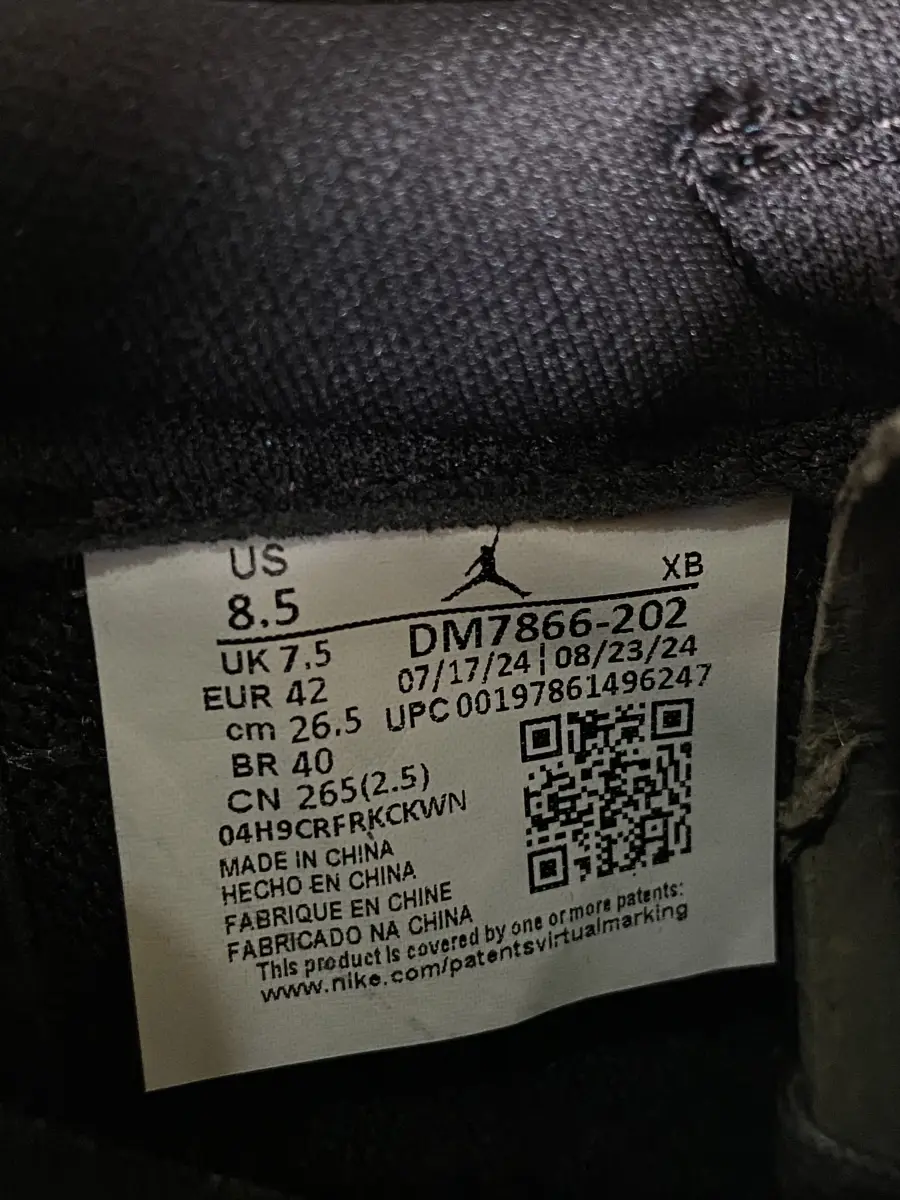 US
8.5
XB
DM7866-202
UK 7.5
07/17/24 | 08/23/24
EUR 42
UPC 00197861496247
cm 26.5
BR 40
CN 265(2.5)
04H9CRFRKCKWN
MADE IN CHINA
HECHO EN CHINA
FABRIQUE EN CHINE
FABRICADO NA CHINA
This product is covered by one or more patents:
www.nike.com/patentsvirtualmarking